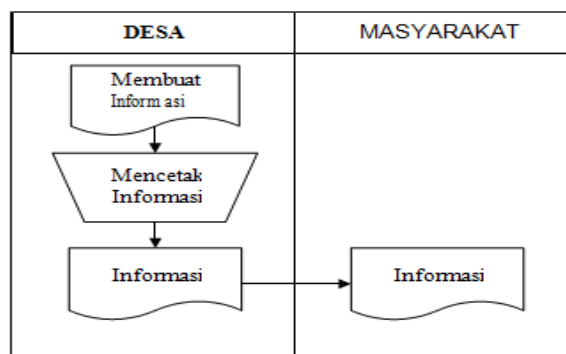 DESA
MASYARAKAT
Membuat
Inform asi
Mencetak
Informasi
Informasi
Informasi